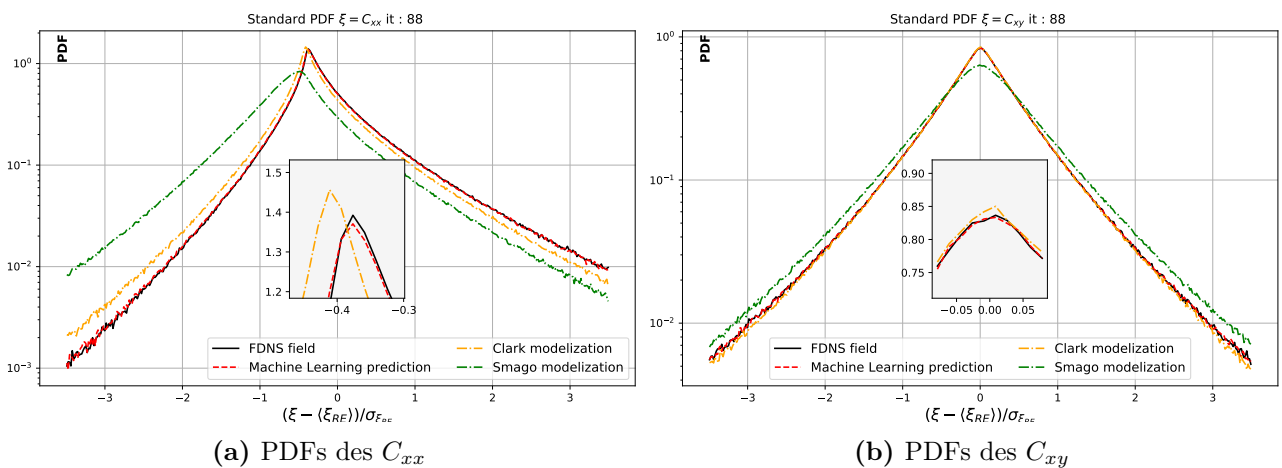 Standard PDF ξ = C_xx it : 88
PDF
10^0
10^−1
10^−2
10^−3
1.5
1.4
1.3
1.2
−0.4
−0.3
FDNS field
Machine Learning prediction
Clark modelization
Smago modelization
−3
−2
−1
0
1
2
3
(ξ − ⟨ξ_RE⟩)/σ_ξ_RE
(a) PDFs des C_xx
Standard PDF ξ = C_xy it : 88
PDF
10^0
10^−1
10^−2
0.90
0.85
0.80
0.75
−0.05
0.00
0.05
FDNS field
Machine Learning prediction
Clark modelization
Smago modelization
−3
−2
−1
0
1
2
3
(ξ − ⟨ξ_RE⟩)/σ_ξ_RE
(b) PDFs des C_xy